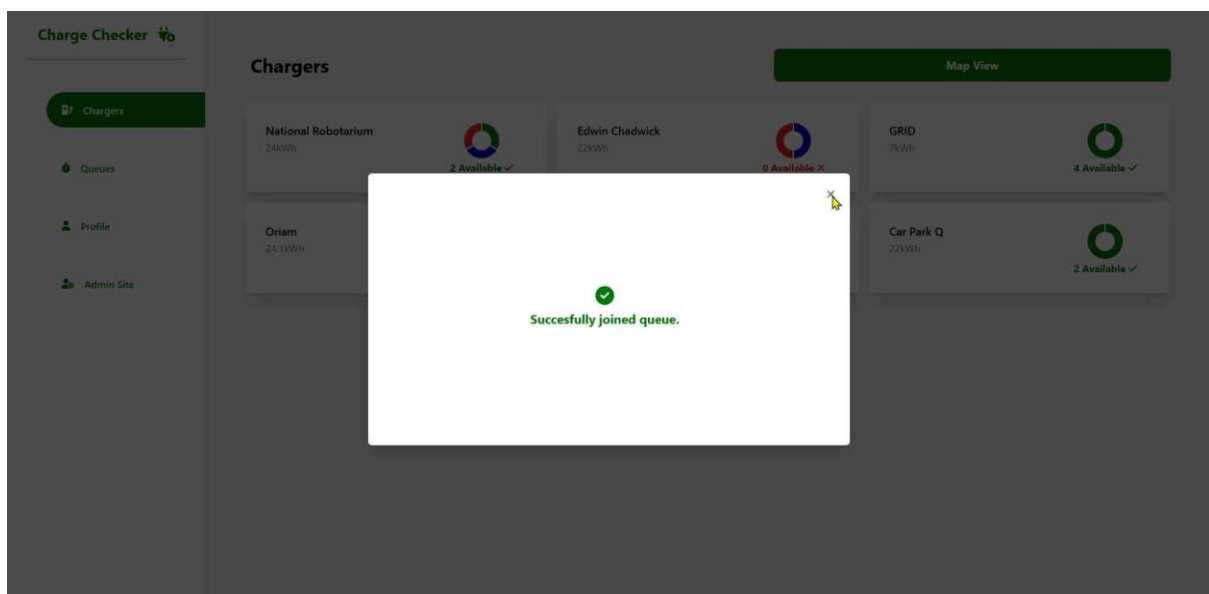 Charge Checker
Chargers
Queues
Profile
Admin Site
Chargers
Map View
National Robotarium
24kWh
2 Available ✓
Edwin Chadwick
22kWh
0 Available ✕
GRID
7kWh
4 Available ✓
Oriam
24.1kWh
Car Park Q
22kWh
2 Available ✓
Succesfully joined queue.